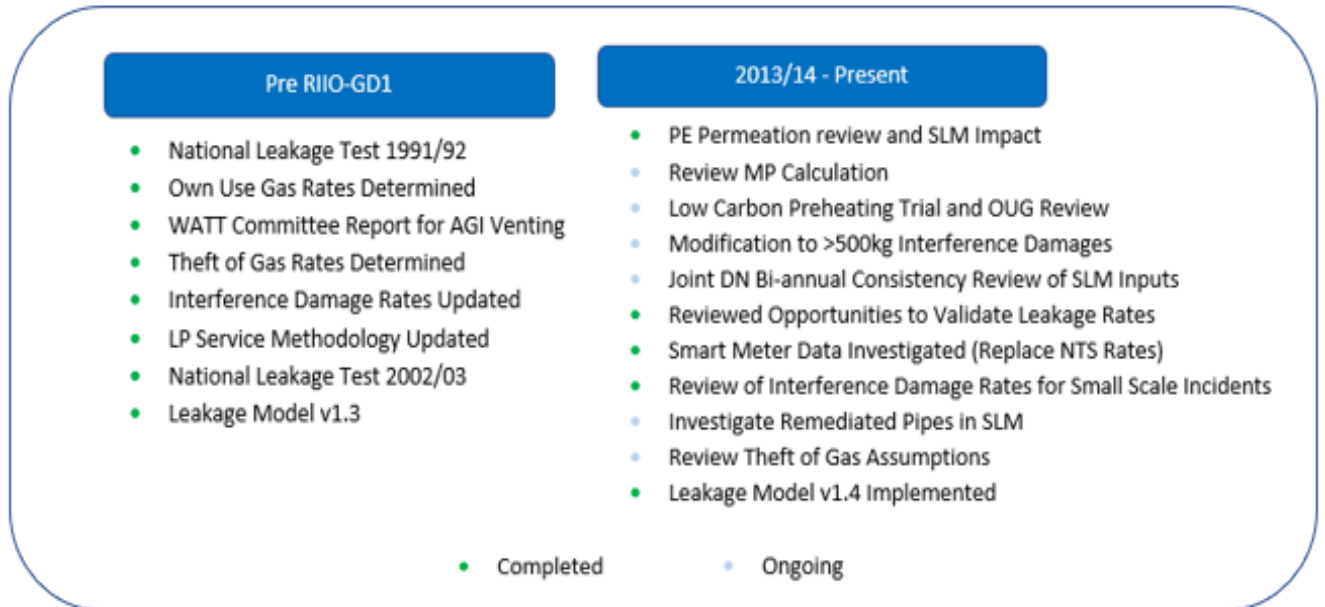 Pre RIIO-GD1
National Leakage Test 1991/92
Own Use Gas Rates Determined
WATT Committee Report for AGI Venting
Theft of Gas Rates Determined
Interference Damage Rates Updated
LP Service Methodology Updated
National Leakage Test 2002/03
Leakage Model v1.3
2013/14 - Present
PE Permeation review and SLM Impact
Review MP Calculation
Low Carbon Preheating Trial and OUG Review
Modification to >500kg Interference Damages
Joint DN Bi-annual Consistency Review of SLM Inputs
Reviewed Opportunities to Validate Leakage Rates
Smart Meter Data Investigated (Replace NTS Rates)
Review of Interference Damage Rates for Small Scale Incidents
Investigate Remediated Pipes in SLM
Review Theft of Gas Assumptions
Leakage Model v1.4 Implemented
Completed
Ongoing